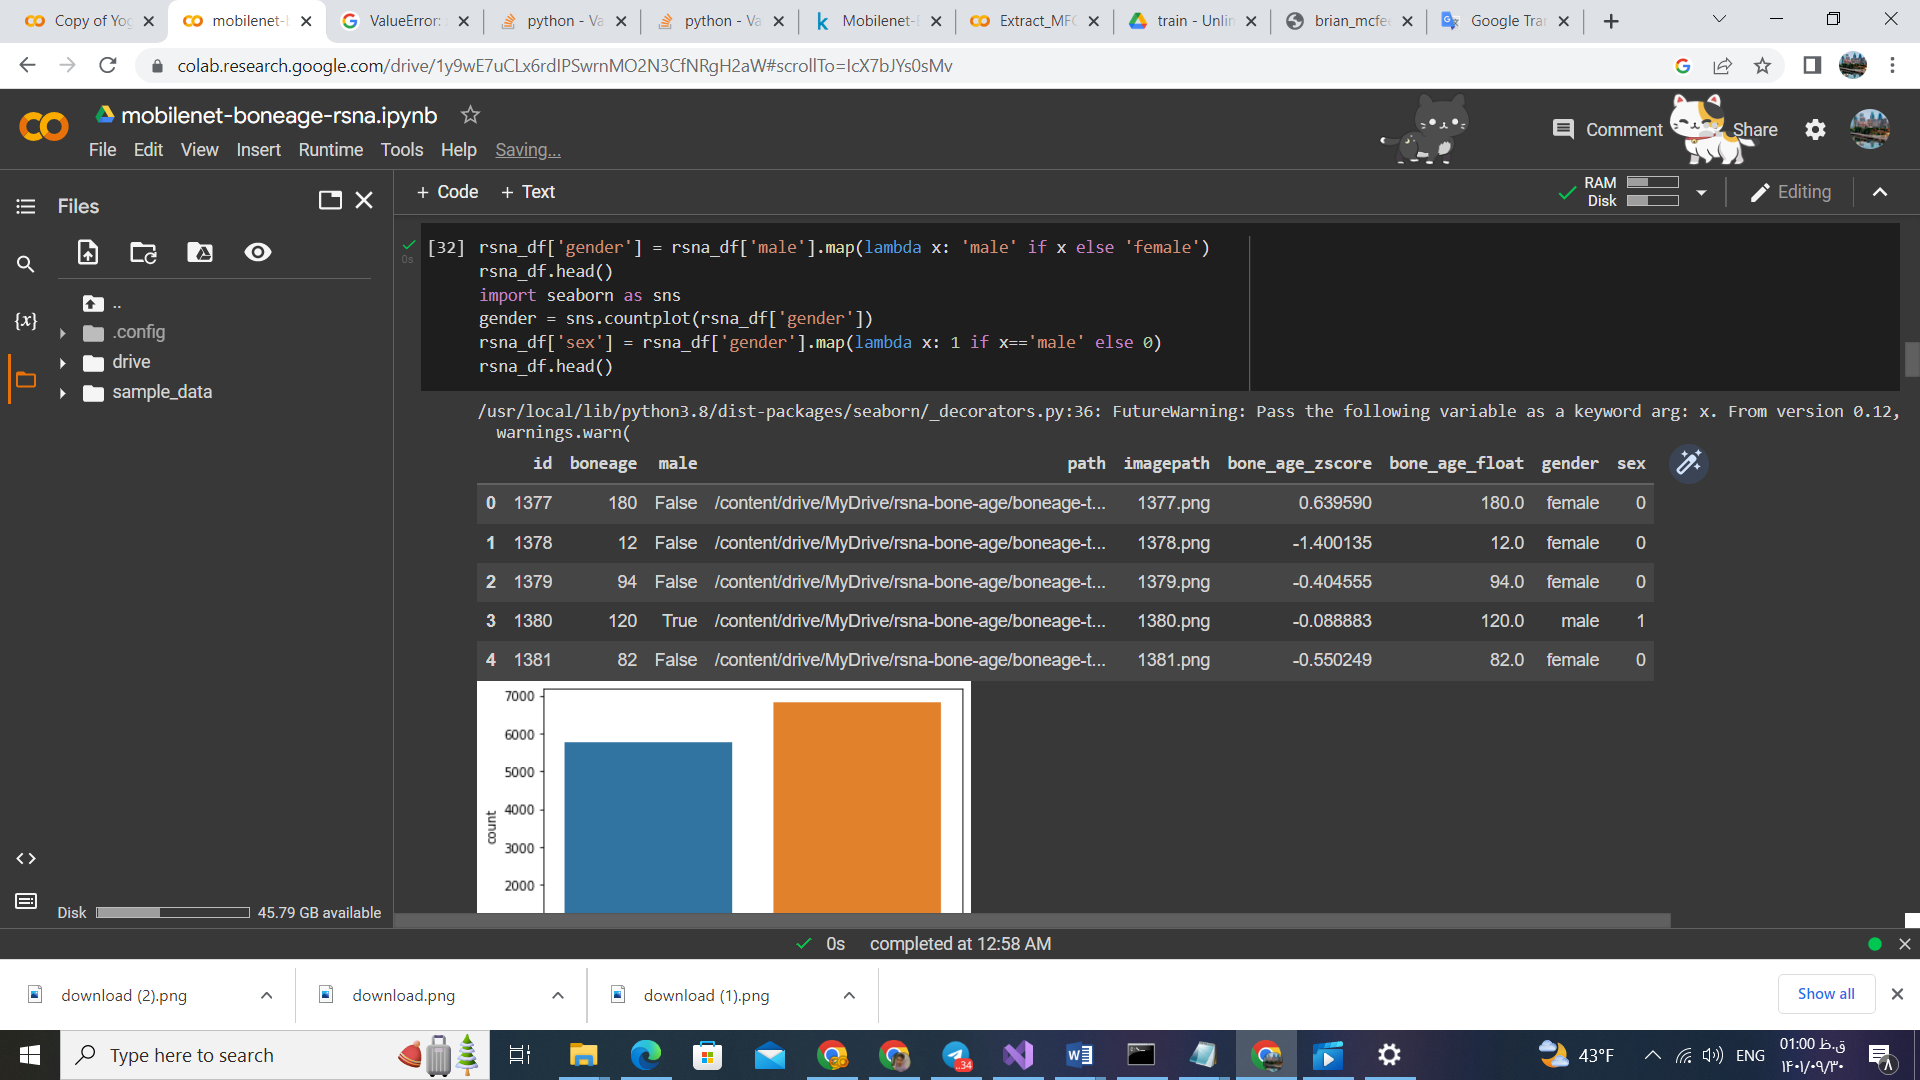 Copy of Yog
mobilenet-b
ValueError:
python - Va
python - Va
Mobilenet-F
Extract_MFC
train - Unlin
brian_mcfee
Google Tran
colab.research.google.com/drive/1y9wE7uCLx6rdIPSwrnMO2N3CfNRgH2aW#scrollTo=IcX7bJYs0sMv
mobilenet-boneage-rsna.ipynb
Comment
Share
File Edit View Insert Runtime Tools Help Saving...
Files
+ Code + Text
RAM
Disk
Editing
..
.config
drive
sample_data
{x}
[32] rsna_df['gender'] = rsna_df['male'].map(lambda x: 'male' if x else 'female')
0s
rsna_df.head()
import seaborn as sns
gender = sns.countplot(rsna_df['gender'])
rsna_df['sex'] = rsna_df['gender'].map(lambda x: 1 if x=='male' else 0)
rsna_df.head()
/usr/local/lib/python3.8/dist-packages/seaborn/_decorators.py:36: FutureWarning: Pass the following variable as a keyword arg: x. From version 0.12,
warnings.warn(
id boneage male path imagepath bone_age_zscore bone_age_float gender sex
0 1377 180 False /content/drive/MyDrive/rsna-bone-age/boneage-t... 1377.png 0.639590 180.0 female 0
1 1378 12 False /content/drive/MyDrive/rsna-bone-age/boneage-t... 1378.png -1.400135 12.0 female 0
2 1379 94 False /content/drive/MyDrive/rsna-bone-age/boneage-t... 1379.png -0.404555 94.0 female 0
3 1380 120 True /content/drive/MyDrive/rsna-bone-age/boneage-t... 1380.png -0.088883 120.0 male 1
4 1381 82 False /content/drive/MyDrive/rsna-bone-age/boneage-t... 1381.png -0.550249 82.0 female 0
7000
6000
5000
4000
3000
2000
count
Disk 45.79 GB available
0s completed at 12:58 AM
download (2).png
download.png
download (1).png
Show all
Type here to search
..34
43°F
ENG
01:00 ق.ظ
۱۴۰۱/۰۹/۳۰
۸